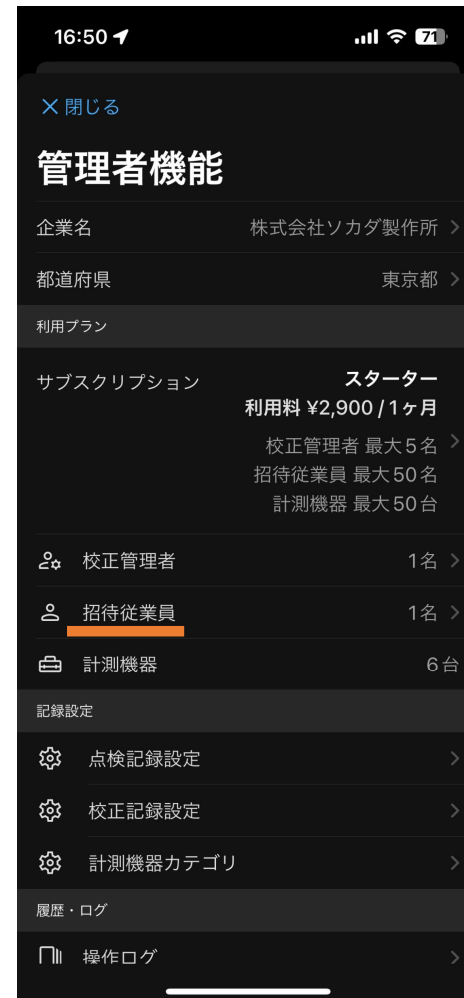 16:50
71
閉じる
管理者機能
企業名 株式会社ソカダ製作所
都道府県 東京都
利用プラン
サブスクリプション スターター
利用料 ¥2,900 / 1ヶ月
校正管理者 最大5名
招待従業員 最大50名
計測機器 最大50台
校正管理者 1名
招待従業員 1名
計測機器 6台
記録設定
点検記録設定
校正記録設定
計測機器カテゴリ
履歴・ログ
操作ログ